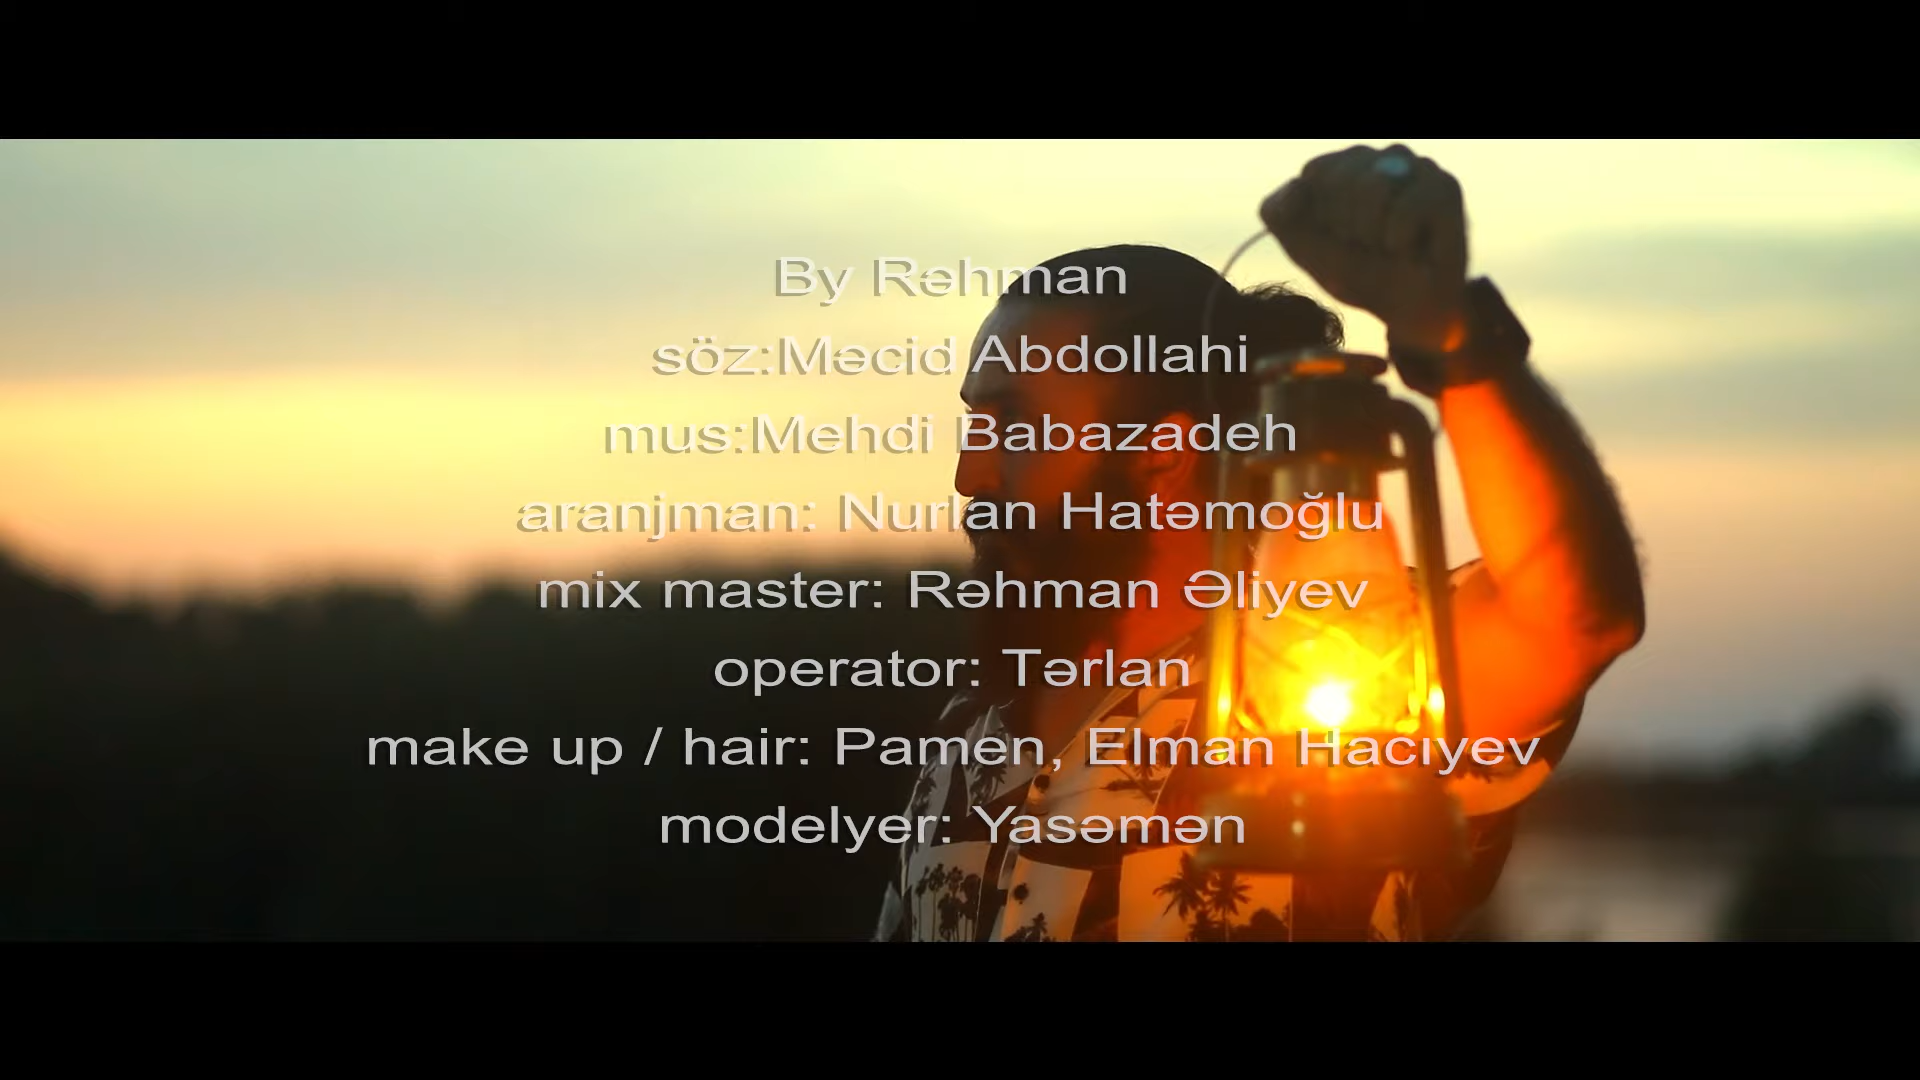 By Rəhman
söz:Məcid Abdollahi
mus:Mehdi Babazadeh
aranjman: Nurlan Hatəmoğlu
mix master: Rəhman Əliyev
operator: Tərlan
make up / hair: Pamen, Elman Hacıyev
modelyer: Yasəmən